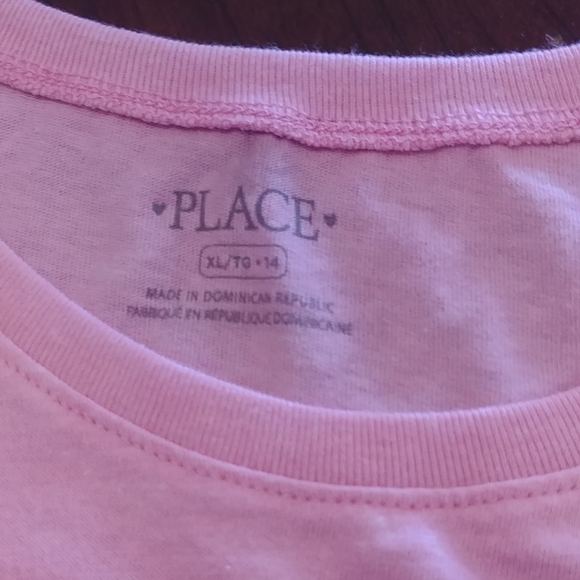 ♥PLACE♥
XL/TG • 14
MADE IN DOMINICAN REPUBLIC
FABRIQUÉ EN RÉPUBLIQUE DOMINICAINE